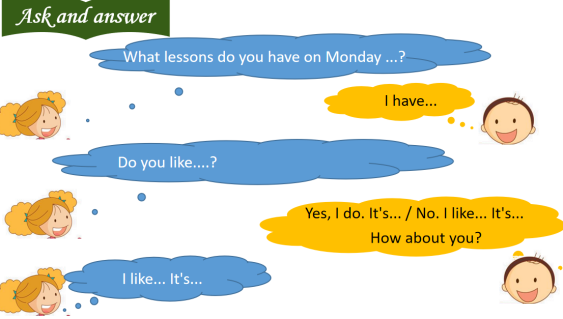 Ask and answer
What lessons do you have on Monday ...?
I have...
Do you like....?
Yes, I do. It's... / No. I like... It's...
How about you?
I like... It's...